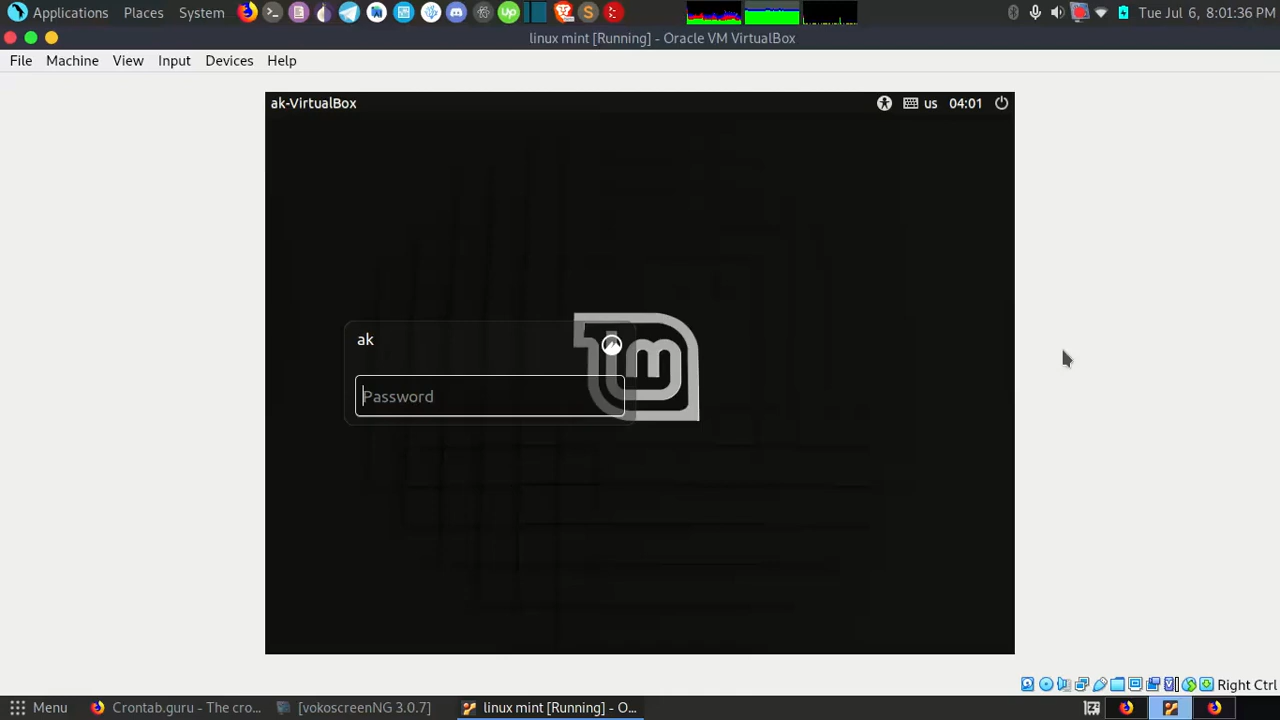 Applications Places System Up S Tue Jul 6, 8:01:36 PM
linux mint [Running] - Oracle VM VirtualBox
File Machine View Input Devices Help
ak-VirtualBox us 04:01
ak
Password
Right Ctrl
Menu Crontab.guru - The cro... [vokoscreenNG 3.0.7] linux mint [Running] - O...